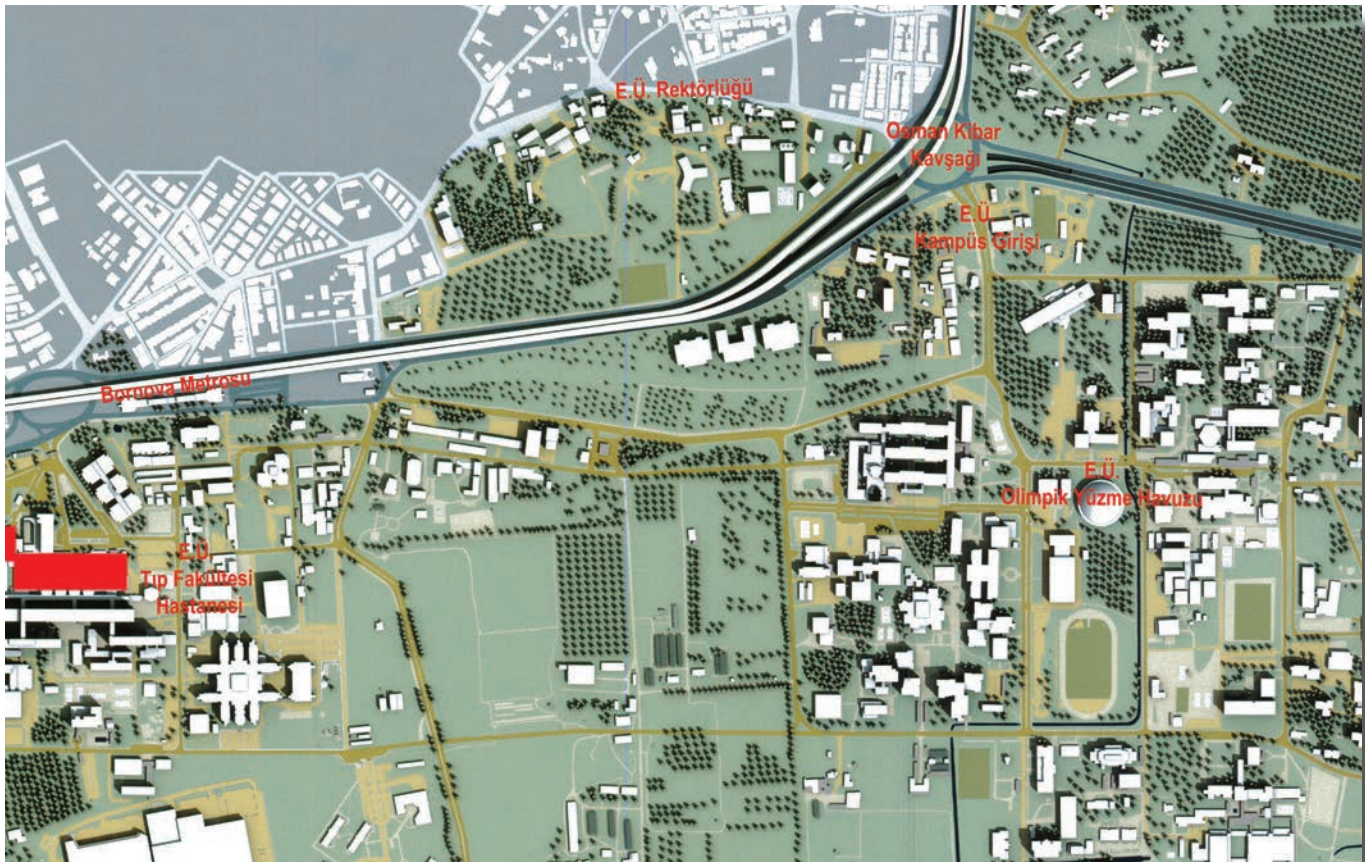 E.Ü. Rektörlüğü
Osman Kibar
Kavşağı
E.Ü.
Kampüs Girişi
Bornova Metrosu
E.Ü.
Olimpik Yüzme Havuzu
E.Ü.
Tıp Fakültesi
Hastanesi